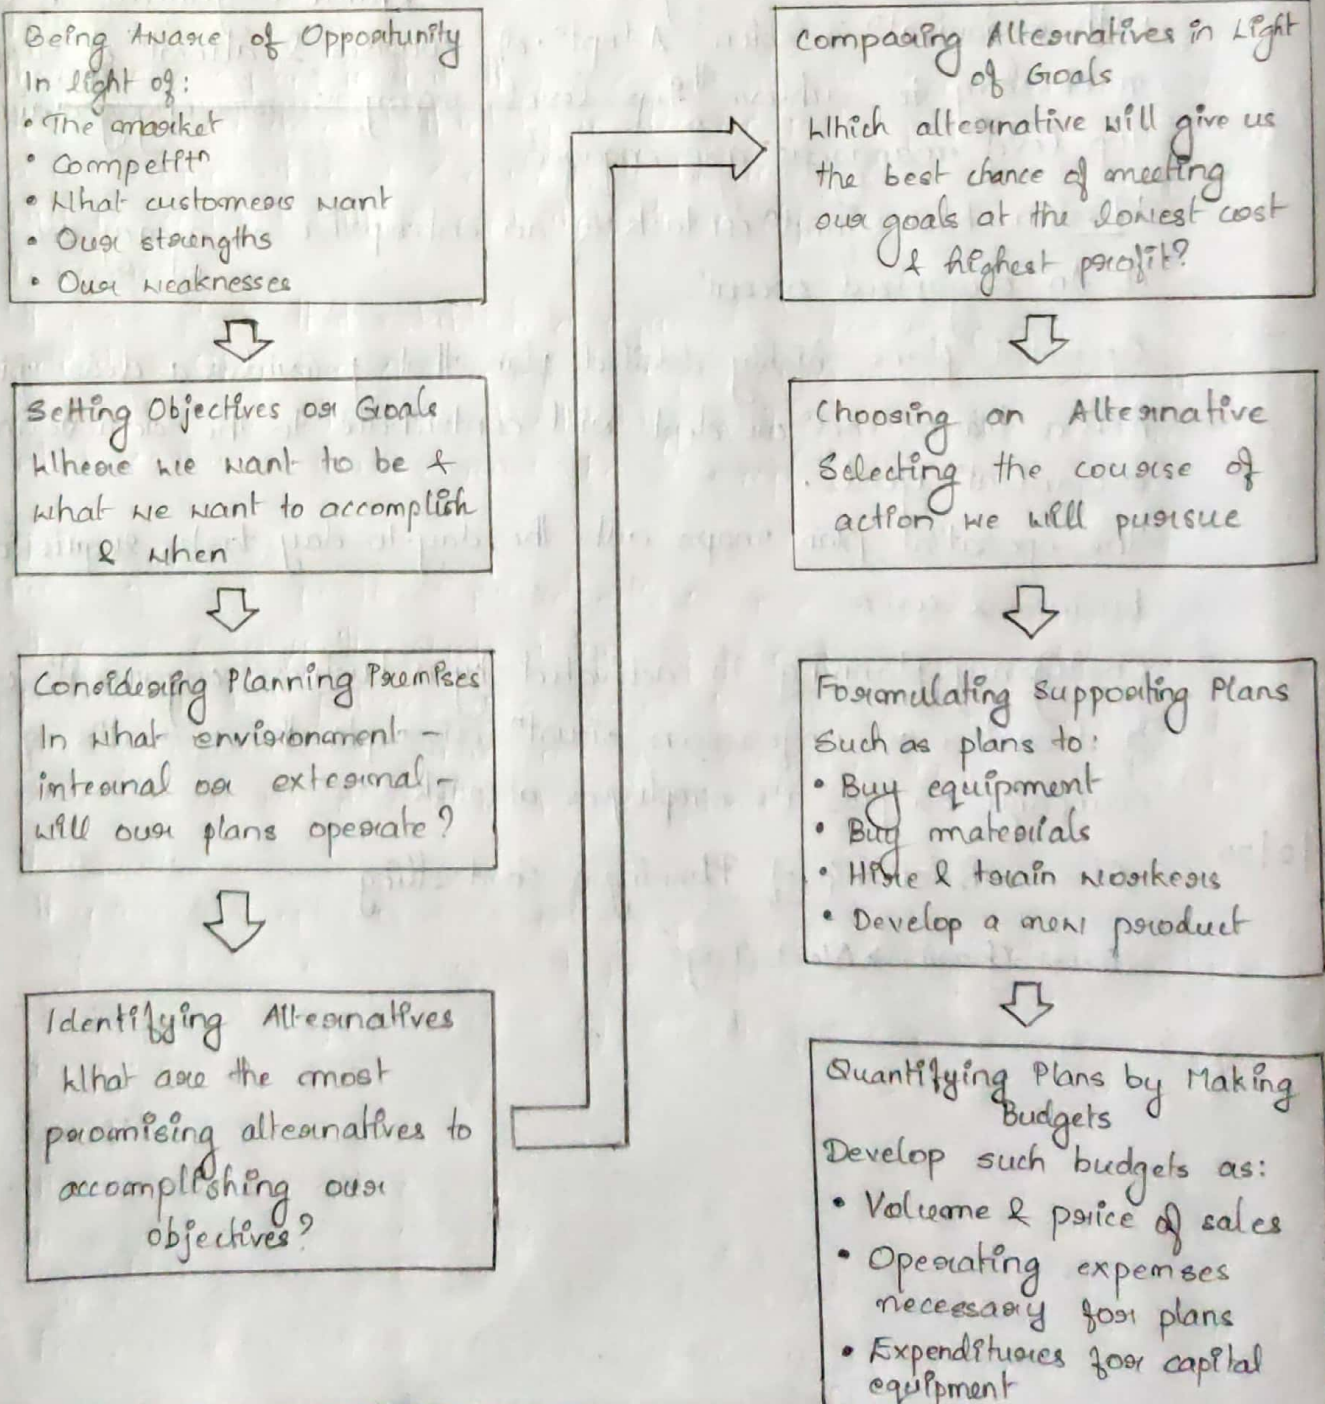 Being Aware of Opportunity
In light of:
• The market
• Competitⁿ
• What customers want
• Our strengths
• Our weaknesses
Setting Objectives or Goals
Where we want to be &
what we want to accomplish
& when
Considering Planning Premises
In what environment -
internal or external -
will our plans operate?
Identifying Alternatives
What are the most
promising alternatives to
accomplishing our
objectives?
Comparing Alternatives in Light
of Goals
Which alternative will give us
the best chance of meeting
our goals at the lowest cost
& highest profit?
Choosing an Alternative
Selecting the course of
action we will pursue
Formulating Supporting Plans
Such as plans to:
• Buy equipment
• Buy materials
• Hire & train workers
• Develop a new product
Quantifying Plans by Making
Budgets
Develop such budgets as:
• Volume & price of sales
• Operating expenses
necessary for plans
• Expenditures for capital
equipment